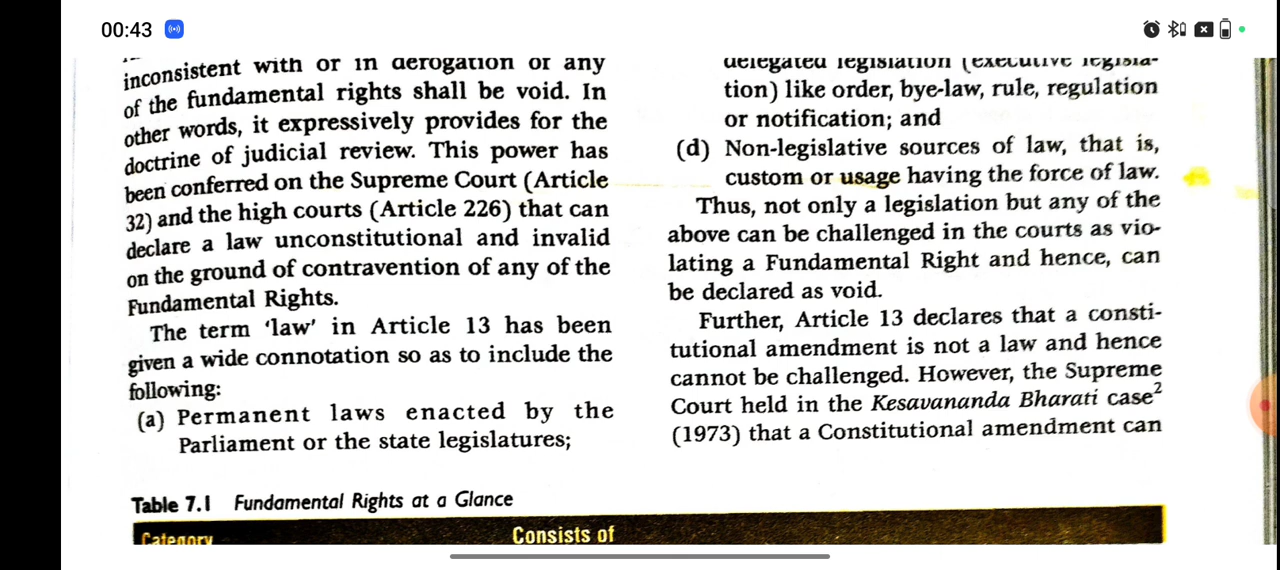 00:43
inconsistent with or in derogation of any
of the fundamental rights shall be void. In
other words, it expressively provides for the
doctrine of judicial review. This power has
been conferred on the Supreme Court (Article
32) and the high courts (Article 226) that can
declare a law unconstitutional and invalid
on the ground of contravention of any of the
Fundamental Rights.
The term ‘law’ in Article 13 has been
given a wide connotation so as to include the
following:
(a) Permanent laws enacted by the
Parliament or the state legislatures;
delegated legislation (executive legisla-
tion) like order, bye-law, rule, regulation
or notification; and
(d) Non-legislative sources of law, that is,
custom or usage having the force of law.
Thus, not only a legislation but any of the
above can be challenged in the courts as vio-
lating a Fundamental Right and hence, can
be declared as void.
Further, Article 13 declares that a consti-
tutional amendment is not a law and hence
cannot be challenged. However, the Supreme
Court held in the Kesavananda Bharati case2
(1973) that a Constitutional amendment can
Table 7.1 Fundamental Rights at a Glance
Category Consists of